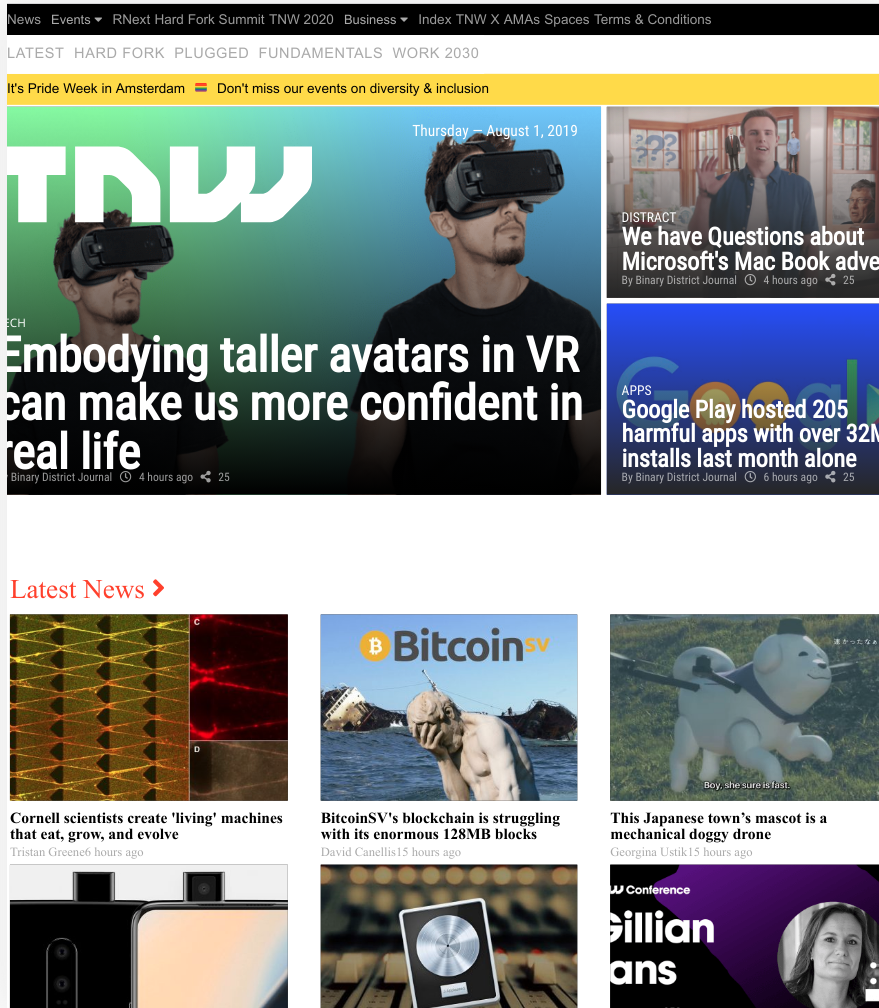 News Events RNext Hard Fork Summit TNW 2020 Business Index TNW X AMAs Spaces Terms & Conditions
LATEST HARD FORK PLUGGED FUNDAMENTALS WORK 2030
It's Pride Week in Amsterdam Don't miss our events on diversity & inclusion
Thursday — August 1, 2019
TNW
ECH
Embodying taller avatars in VR
can make us more confident in
real life
Binary District Journal 4 hours ago 25
???
DISTRACT
We have Questions about
Microsoft's Mac Book adve
By Binary District Journal 4 hours ago 25
Googl
APPS
Google Play hosted 205
harmful apps with over 32M
installs last month alone
By Binary District Journal 6 hours ago 25
Latest News
C
D
Cornell scientists create 'living' machines
that eat, grow, and evolve
Tristan Greene6 hours ago
BitcoinSV
BitcoinSV's blockchain is struggling
with its enormous 128MB blocks
David Canellis15 hours ago
Boy, she sure is fast.
This Japanese town’s mascot is a
mechanical doggy drone
Georgina Ustik15 hours ago
Conference
Gillian
ans